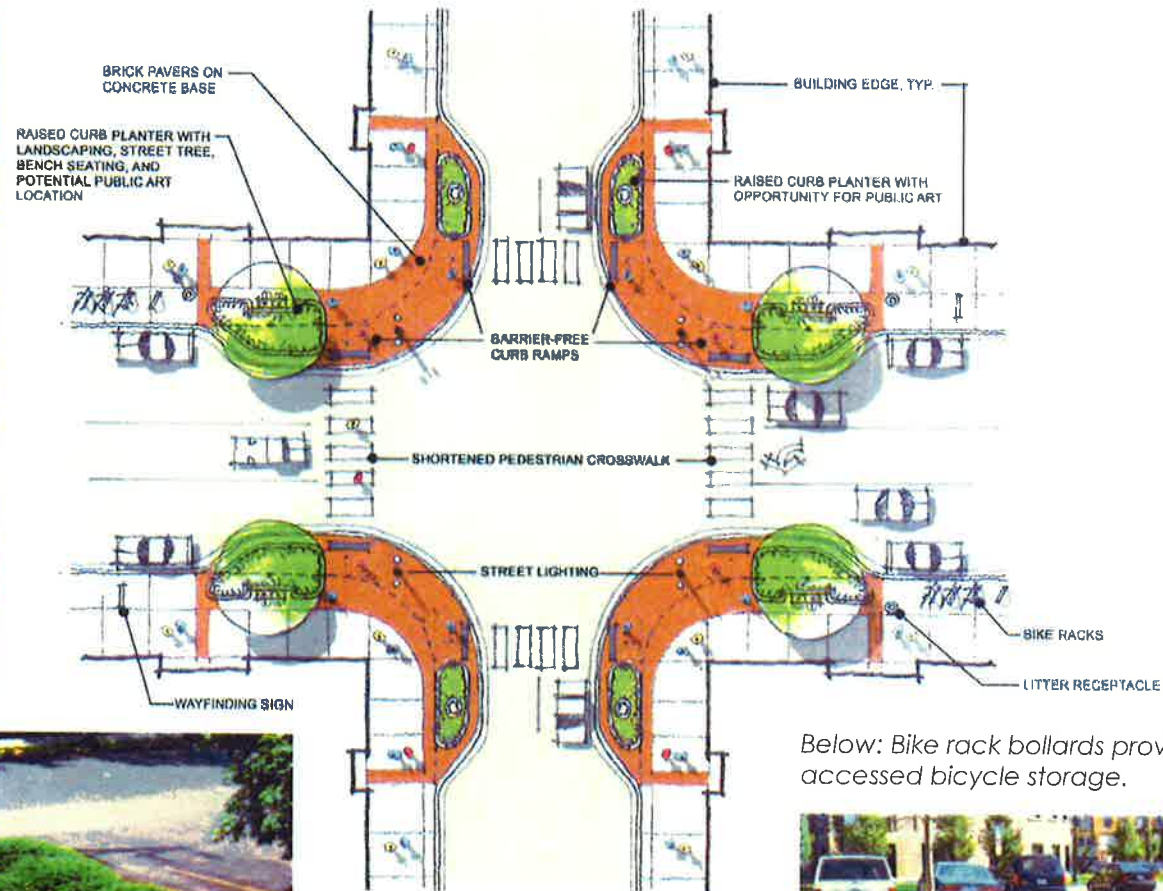 BRICK PAVERS ON
CONCRETE BASE
BUILDING EDGE, TYP.
RAISED CURB PLANTER WITH
LANDSCAPING, STREET TREE,
BENCH SEATING, AND
POTENTIAL PUBLIC ART
LOCATION
RAISED CURB PLANTER WITH
OPPORTUNITY FOR PUBLIC ART
BARRIER-FREE
CURB RAMPS
SHORTENED PEDESTRIAN CROSSWALK
STREET LIGHTING
BIKE RACKS
LITTER RECEPTACLE
WAYFINDING SIGN
Below: Bike rack bollards prov
accessed bicycle storage.